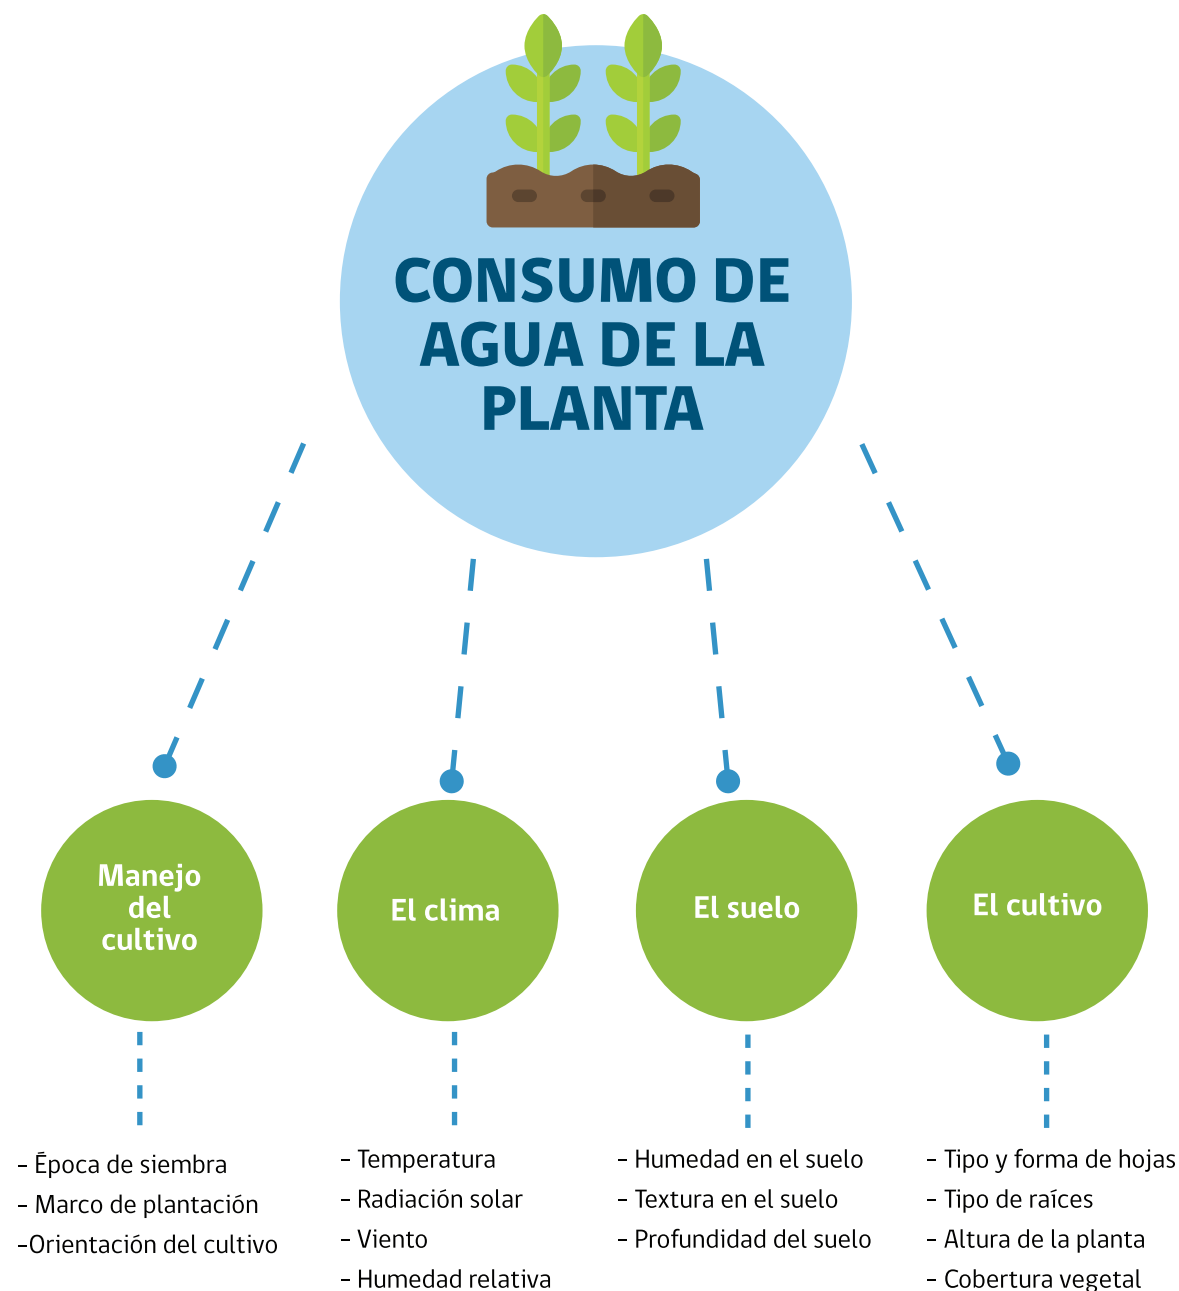 CONSUMO DE
AGUA DE LA
PLANTA
Manejo
del
cultivo
El clima
El suelo
El cultivo
- Época de siembra
- Marco de plantación
-Orientación del cultivo
- Temperatura
- Radiación solar
- Viento
- Humedad relativa
- Humedad en el suelo
- Textura en el suelo
- Profundidad del suelo
- Tipo y forma de hojas
- Tipo de raíces
- Altura de la planta
- Cobertura vegetal